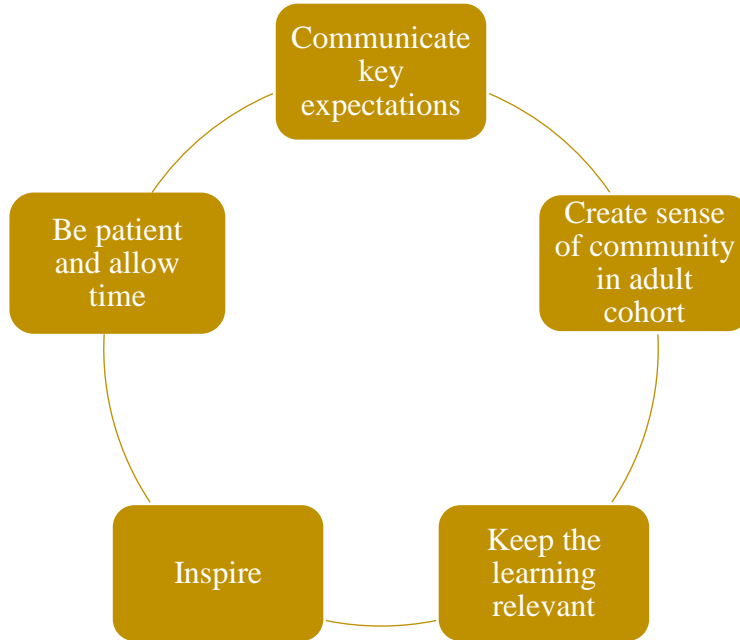 Communicate
key
expectations
Create sense
of community
in adult
cohort
Keep the
learning
relevant
Inspire
Be patient
and allow
time